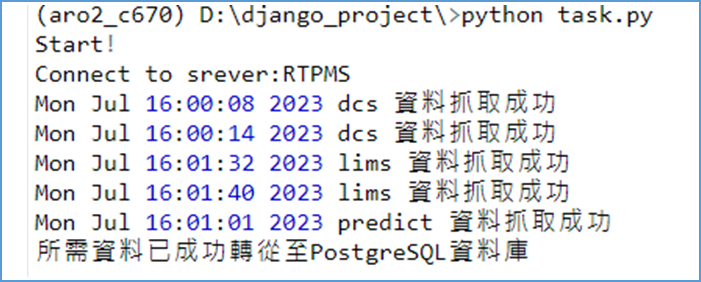 (aro2_c670) D:\django_project\>python task.py
Start!
Connect to srever:RTPMS
Mon Jul 16:00:08 2023 dcs 資料抓取成功
Mon Jul 16:00:14 2023 dcs 資料抓取成功
Mon Jul 16:01:32 2023 lims 資料抓取成功
Mon Jul 16:01:40 2023 lims 資料抓取成功
Mon Jul 16:01:01 2023 predict 資料抓取成功
所需資料已成功轉從至PostgreSQL資料庫